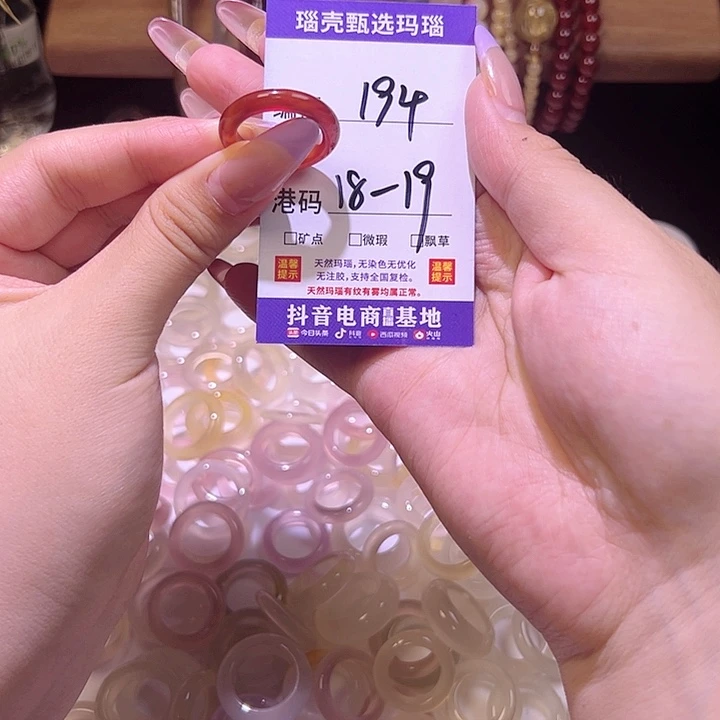 瑙壳甄选玛瑙
194
港码 18-19
□矿点 □微瑕 □飘草
温馨提示
天然玛瑙,无染色无优化
无注胶,支持全国复检。
天然玛瑙有纹有雾均属正常。
温馨提示
抖音电商直播基地
今日头条 抖音 西瓜视频 火山